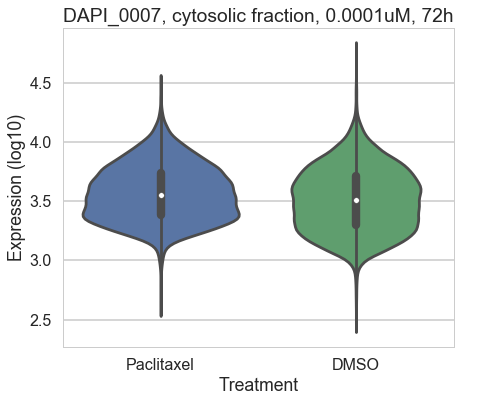 DAPI_0007, cytosolic fraction, 0.0001uM, 72h
Expression (log10)
4.5
4.0
3.5
3.0
2.5
Paclitaxel
DMSO
Treatment